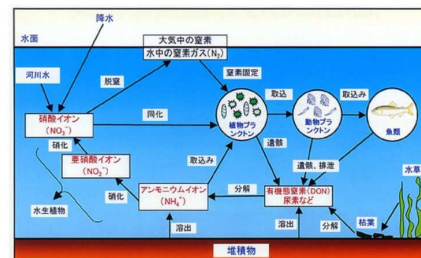 降水
水面
大気中の窒素
水中の窒素ガス(N₂)
河川水
脱窒
窒素固定
取込
取込み
硝酸イオン
(NO₃⁻)
同化
植物プラ
ンクトン
動物プラ
ンクトン
魚類
硝化
亜硝酸イオン
(NO₂⁻)
取込み
遺骸
遺骸、排泄
水草
アンモニウムイオン
(NH₄⁺)
分解
有機態窒素(DON)
尿素など
硝化
枯葉
水生植物
溶出
溶出
分解
堆積物